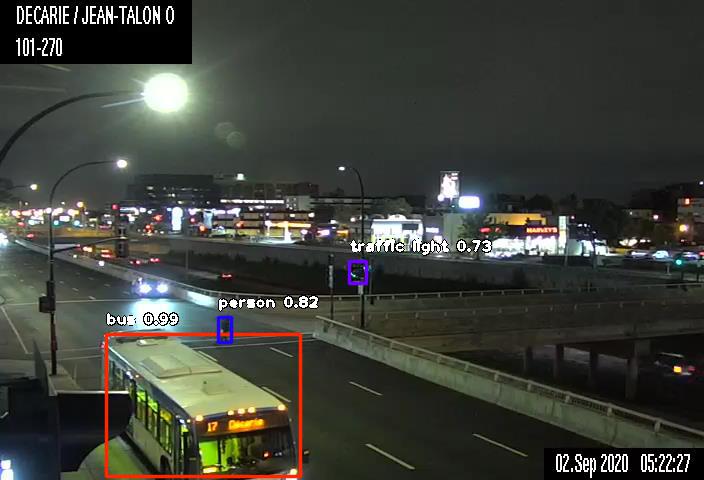 DECARIE / JEAN-TALON O
101-270
traffic light 0.73
person 0.82
bus 0.99
HARVEY'S
17 Décarie
02.Sep 2020 05:22:27